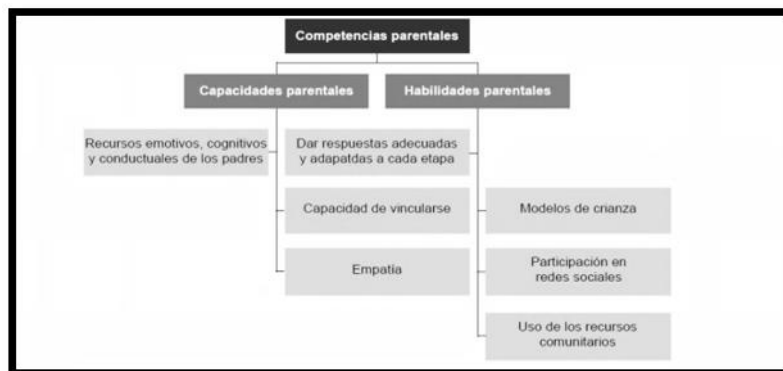 Competencias parentales
Capacidades parentales
Habilidades parentales
Recursos emotivos, cognitivos
y conductuales de los padres
Dar respuestas adecuadas
y adapatdas a cada etapa
Capacidad de vincularse
Modelos de crianza
Empatía
Participación en
redes sociales
Uso de los recursos
comunitarios